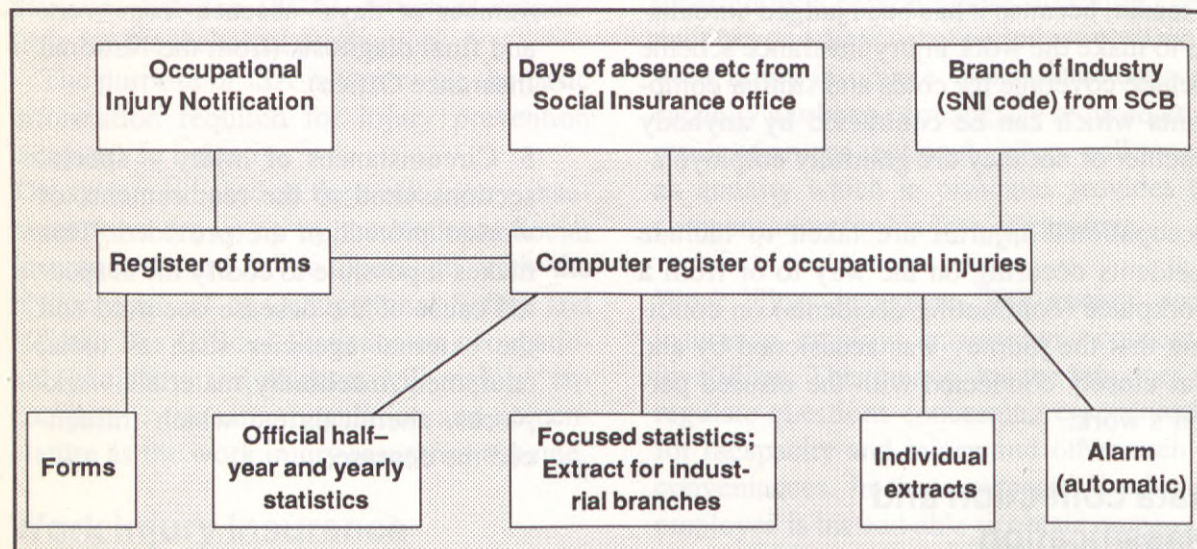 Occupational
Injury Notification
Days of absence etc from
Social Insurance office
Breach of Industry
(SNI code) from SCB
Register of forms
Computer register of occupational injuries
Forms
Official half–
year and yearly
statistics
Focused statistics;
Extract for indust-
rial branches
Individual
extracts
Alarm
(automatic)